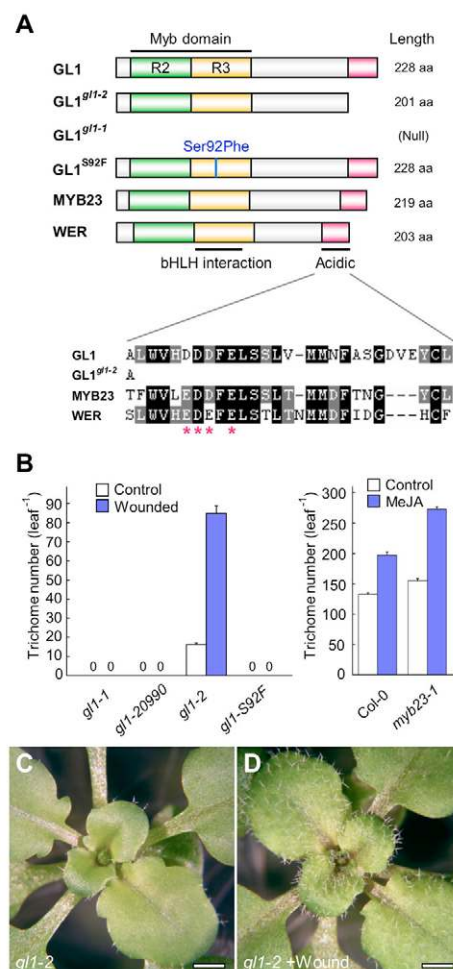 A
Myb domain Length
GL1 R2 R3 228 aa
GL1gl1-2 201 aa
GL1gl1-1 (Null)
Ser92Phe
GL1S92F 228 aa
MYB23 219 aa
WER 203 aa
bHLH interaction Acidic
GL1 ALWVHDDDFELSSLV-MMNFASGDVEYCL
GL1gl1-2 A
MYB23 TFWVLEDDFELSSLTMMDFTNG---YCL
WER SLWVHEDEFELSTLTNMMDFIDG---HCF
* * * *
B
Control
Wounded
Trichome number (leaf-1)
90
80
70
60
50
40
30
20
10
0
0 0 0 0 0 0
gl1-1 gl1-20990 gl1-2 gl1-S92F
Control
MeJA
Trichome number (leaf-1)
300
250
200
150
100
50
0
Col-0 myb23-1
C D
gl1-2 gl1-2 +Wound